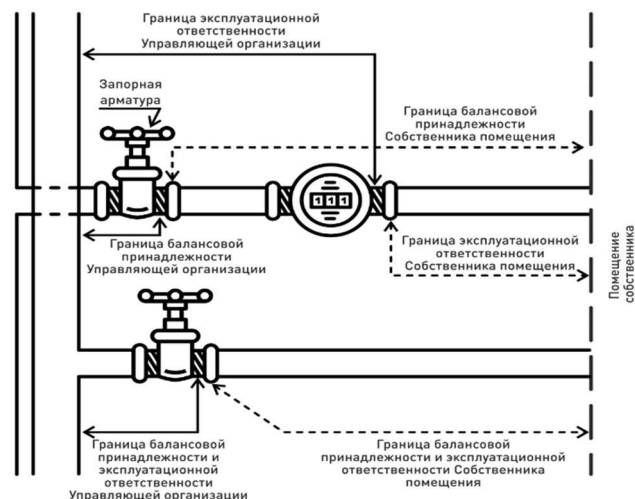 Граница эксплуатационной
ответственности
Управляющей организации
Запорная
арматура
Граница балансовой
принадлежности
Собственника помещения
111
Граница балансовой
принадлежности
Управляющей организации
Граница эксплуатационной
ответственности
Собственника помещения
Помещение
собственника
Граница балансовой
принадлежности и
эксплуатационной
ответственности
Управляющей организации
Граница балансовой
принадлежности и эксплуатационной
ответственности Собственника
помещения